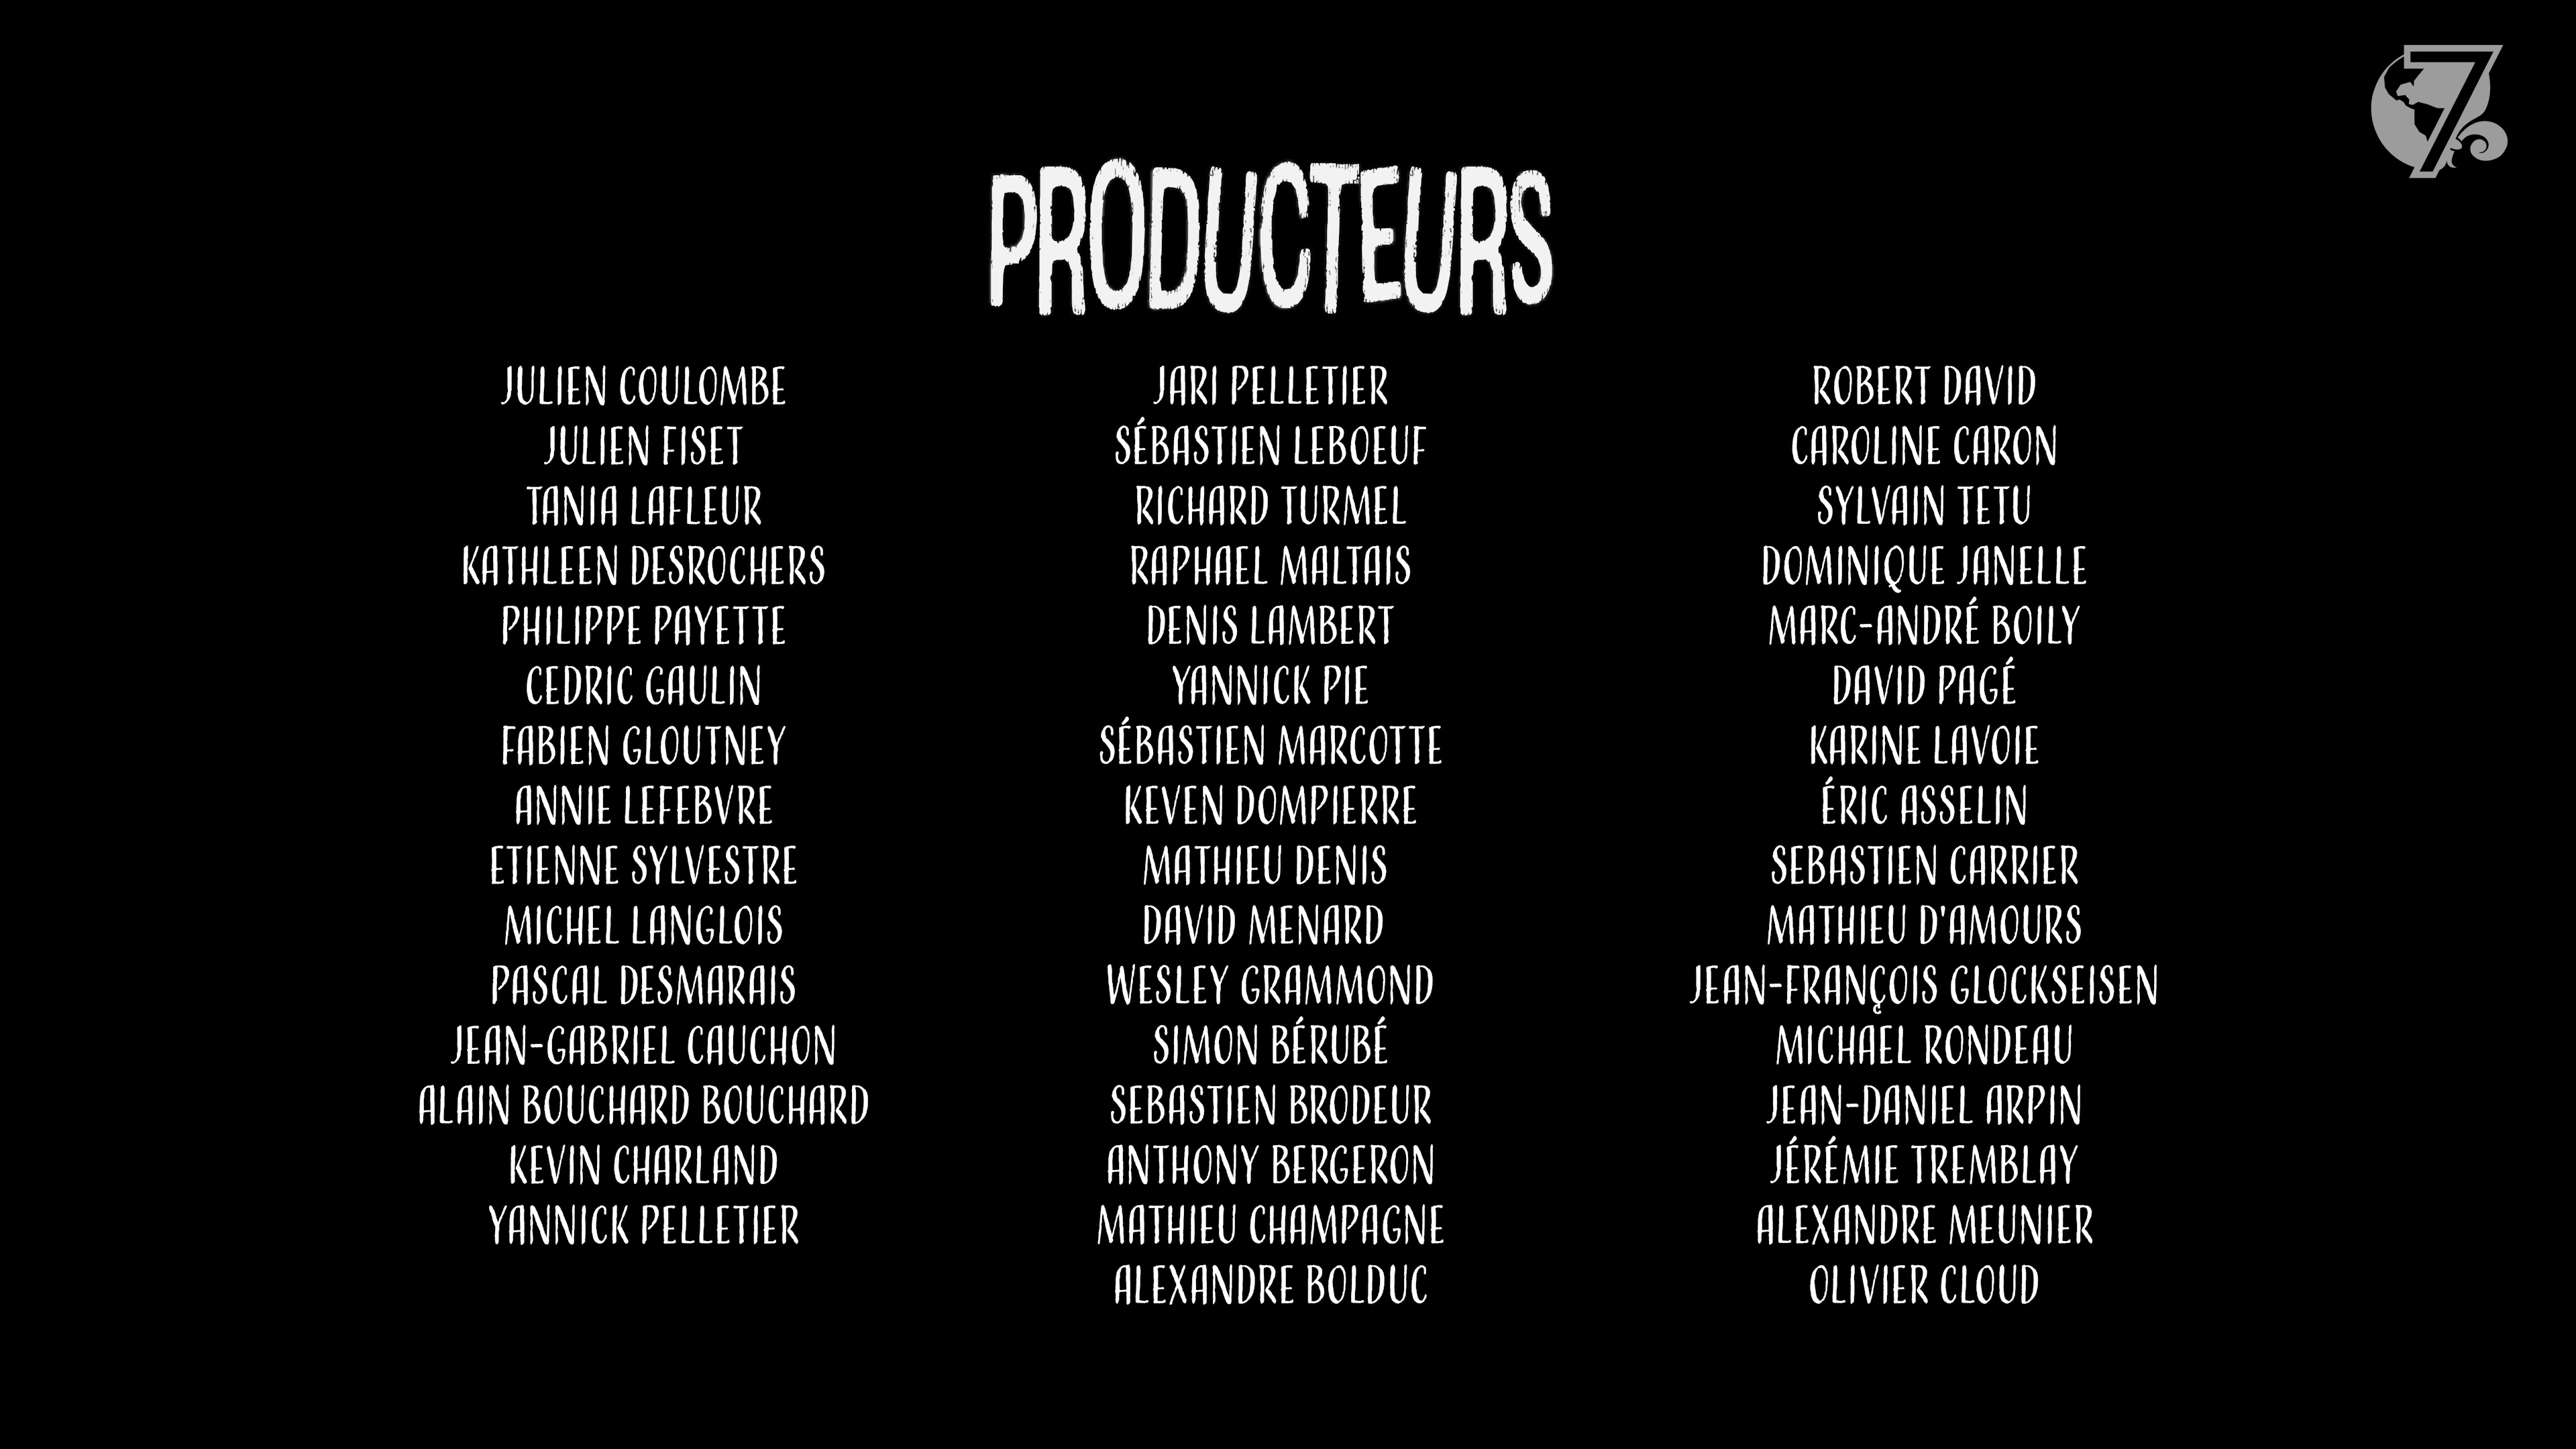 7
PRODUCTEURS
JULIEN COULOMBE
JULIEN FISET
TANIA LAFLEUR
KATHLEEN DESROCHERS
PHILIPPE PAYETTE
CEDRIC GAULIN
FABIEN GLOUTNEY
ANNIE LEFEBVRE
ETIENNE SYLVESTRE
MICHEL LANGLOIS
PASCAL DESMARAIS
JEAN-GABRIEL CAUCHON
ALAIN BOUCHARD BOUCHARD
KEVIN CHARLAND
YANNICK PELLETIER
JARI PELLETIER
SÉBASTIEN LEBOEUF
RICHARD TURMEL
RAPHAEL MALTAIS
DENIS LAMBERT
YANNICK PIE
SÉBASTIEN MARCOTTE
KEVEN DOMPIERRE
MATHIEU DENIS
DAVID MENARD
WESLEY GRAMMOND
SIMON BÉRUBÉ
SEBASTIEN BRODEUR
ANTHONY BERGERON
MATHIEU CHAMPAGNE
ALEXANDRE BOLDUC
ROBERT DAVID
CAROLINE CARON
SYLVAIN TETU
DOMINIQUE JANELLE
MARC-ANDRÉ BOILY
DAVID PAGÉ
KARINE LAVOIE
ÉRIC ASSELIN
SEBASTIEN CARRIER
MATHIEU D'AMOURS
JEAN-FRANÇOIS GLOCKSEISEN
MICHAEL RONDEAU
JEAN-DANIEL ARPIN
JÉRÉMIE TREMBLAY
ALEXANDRE MEUNIER
OLIVIER CLOUD